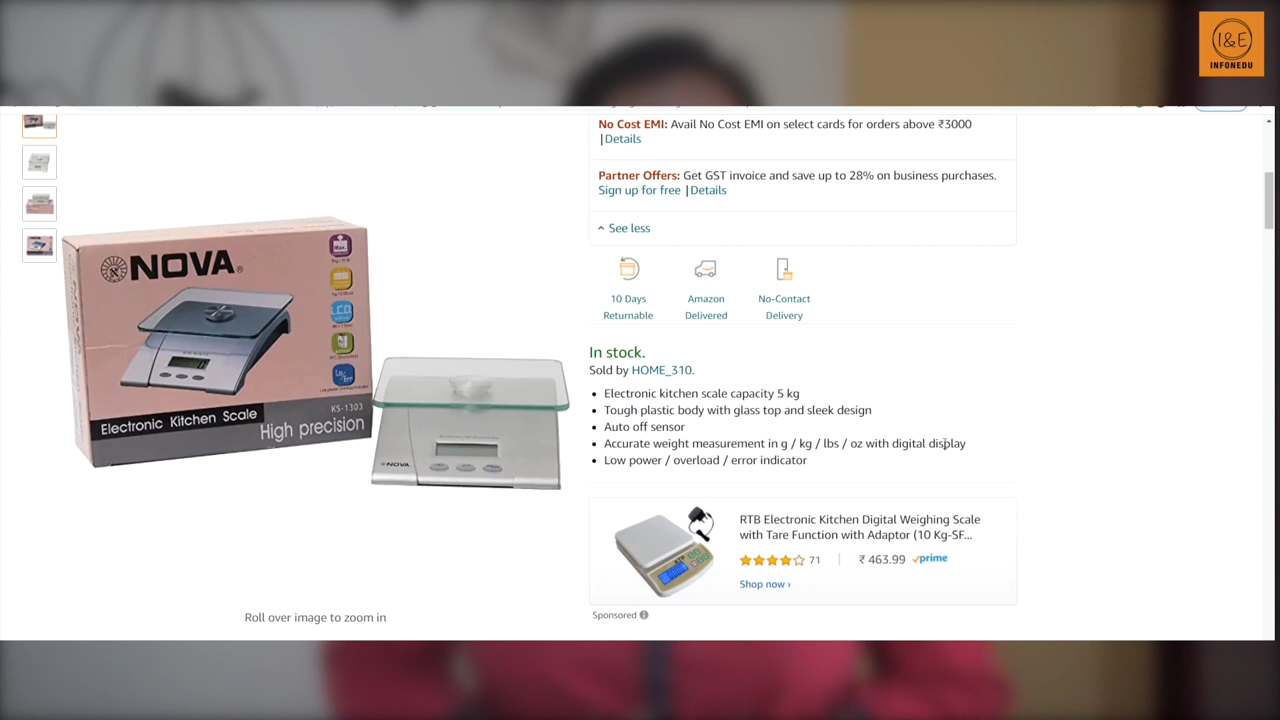 I&E
INFONEDU
No Cost EMI: Avail No Cost EMI on select cards for orders above ₹3000
|Details
Partner Offers: Get GST invoice and save up to 28% on business purchases.
Sign up for free |Details
See less
10 Days
Returnable
Amazon
Delivered
No-Contact
Delivery
In stock.
Sold by HOME_310.
Electronic kitchen scale capacity 5 kg
Tough plastic body with glass top and sleek design
Auto off sensor
Accurate weight measurement in g / kg / lbs / oz with digital display
Low power / overload / error indicator
NOVA
Electronic Kitchen Scale
KS-1303
High precision
NOVA
RTB Electronic Kitchen Digital Weighing Scale
with Tare Function with Adaptor (10 Kg-SF...
71
₹ 463.99
prime
Shop now ›
Sponsored
Roll over image to zoom in